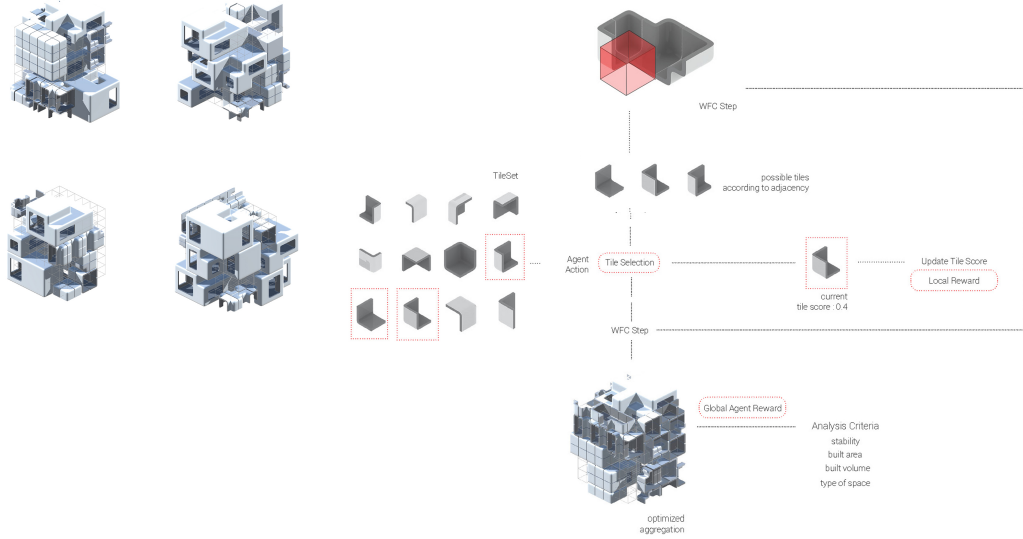 WFC Step
possible tiles
according to adjacency
TileSet
Agent
Action
Tile Selection
current
tile score : 0.4
Update Tile Score
Local Reward
WFC Step
Global Agent Reward
Analysis Criteria
stability
built area
built volume
type of space
optimized
aggregation